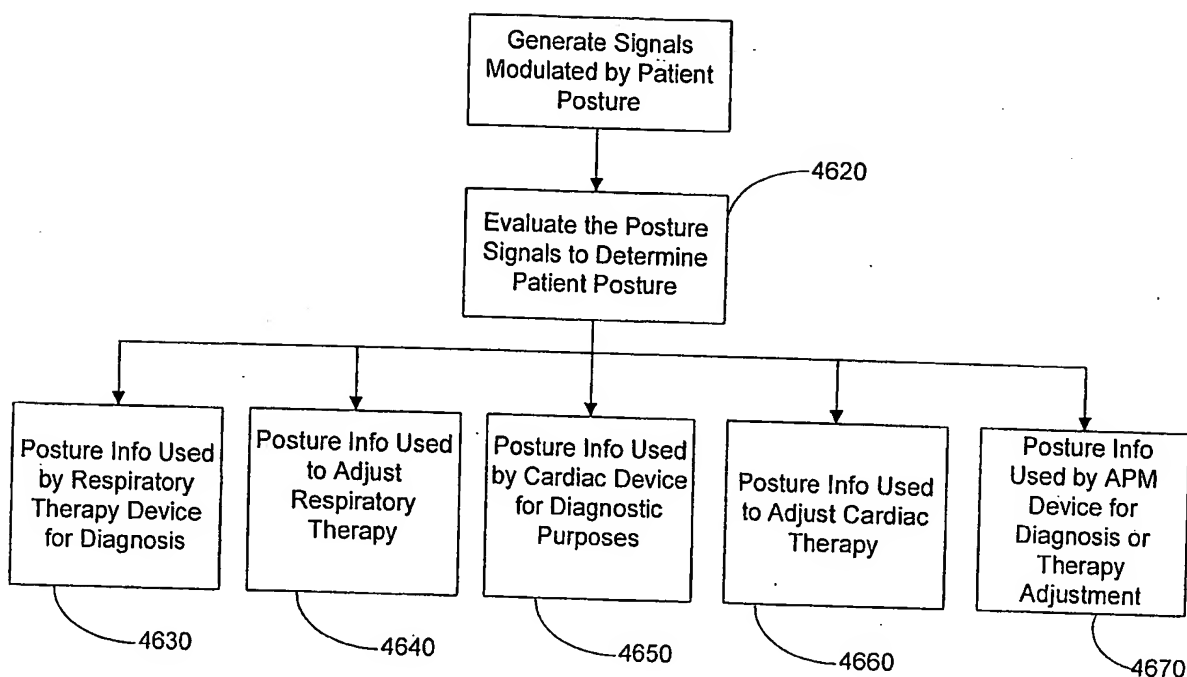 Generate Signals
Modulated by Patient
Posture
4620
Evaluate the Posture
Signals to Determine
Patient Posture
Posture Info Used
by Respiratory
Therapy Device
for Diagnosis
Posture Info Used
to Adjust
Respiratory
Therapy
Posture Info Used
by Cardiac Device
for Diagnostic
Purposes
Posture Info Used
to Adjust Cardiac
Therapy
Posture Info
Used by APM
Device for
Diagnosis or
Therapy
Adjustment
4630
4640
4650
4660
4670